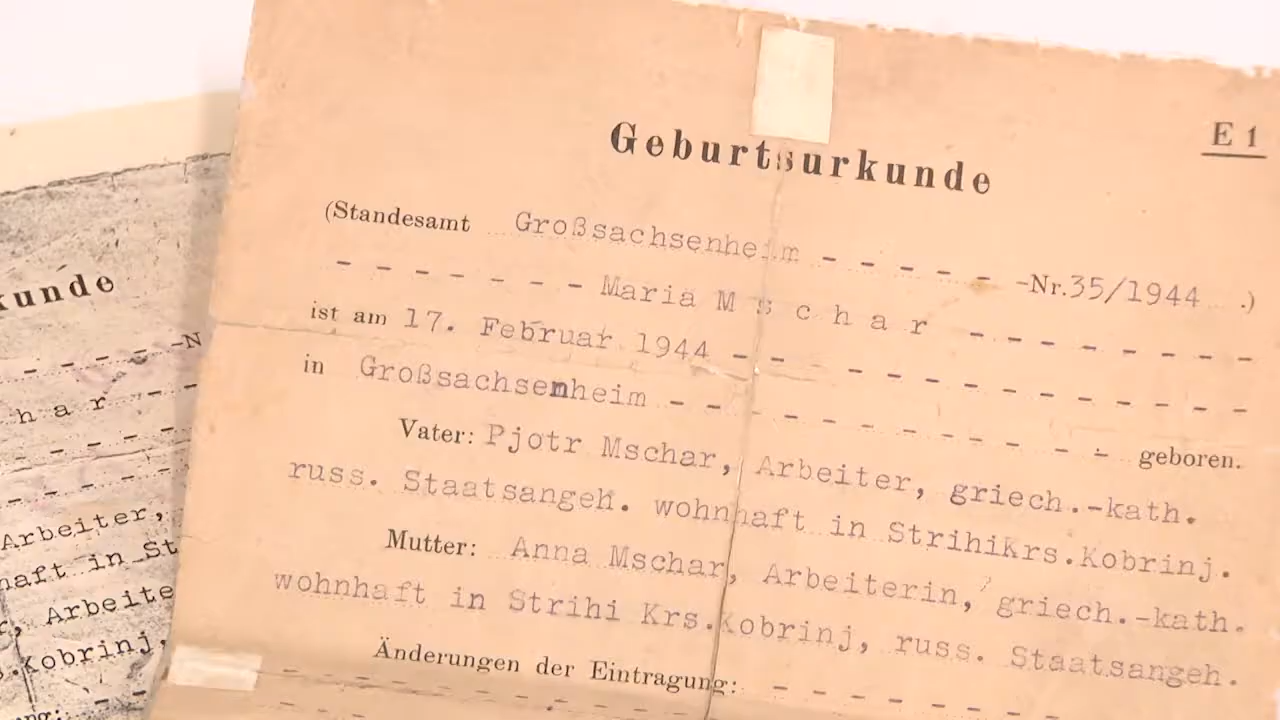 E 1
Geburtsurkunde
(Standesamt Großsachsenheim - - - - - -Nr.35/1944 .)
- - - - - - - Maria M s c h a r - - - - - - - -
ist am 17. Februar 1944 - - - - - - - - - - - -
in Großsachsenheim - - - - - - - - - - - geboren.
Vater: Pjotr Mschar, Arbeiter, griech.-kath.
russ. Staatsangeh. wohnhaft in StrihiKrs.Kobrinj.
Mutter: Anna Mschar, Arbeiterin, griech.-kath.
wohnhaft in Strihi Krs.Kobrinj, russ. Staatsangeh.
Änderungen der Eintragung: - - - - - - - -
kunde
- - - - - -N
h a r - - -
Arbeiter,
haft in St
, Arbeite
.Kobrinj,
ng: